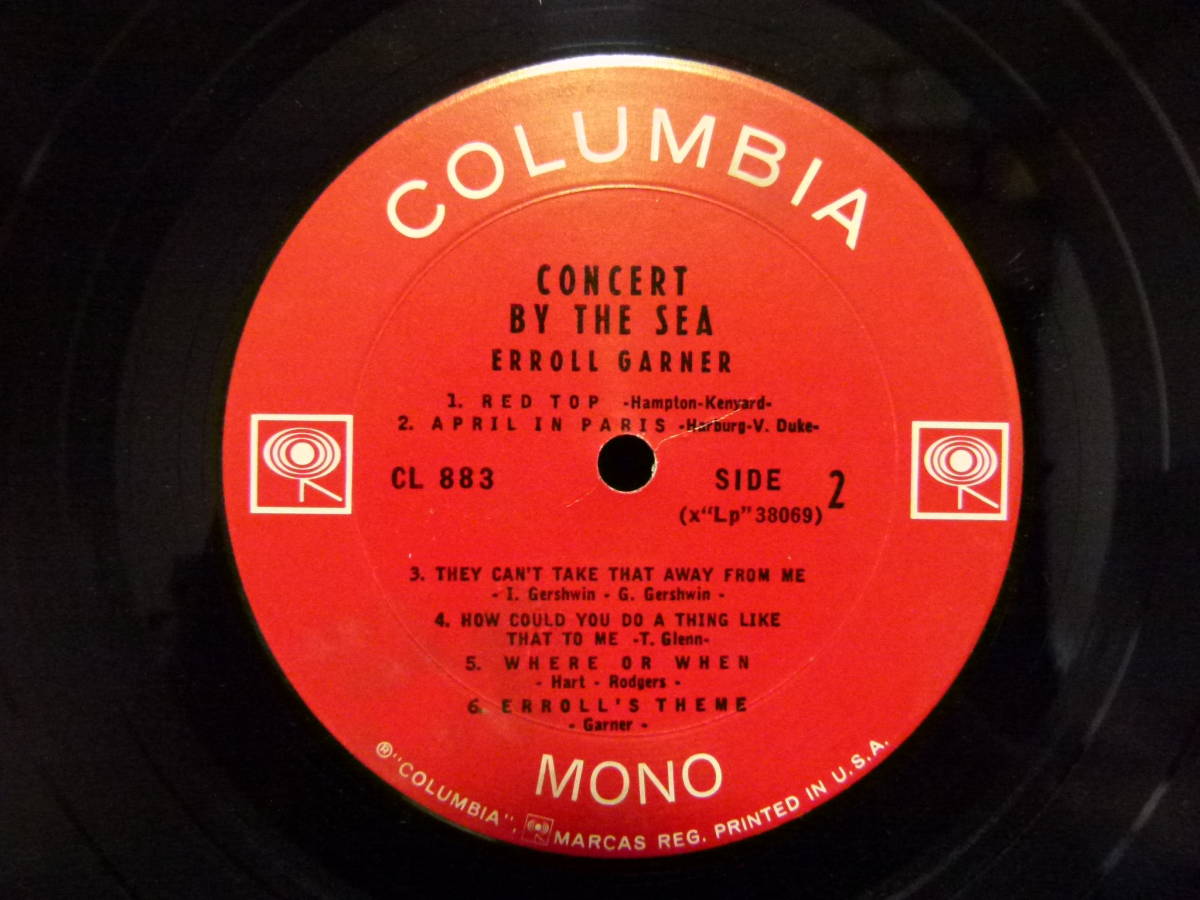 COLUMBIA
CONCERT
BY THE SEA
ERROLL GARNER
1. RED TOP -Hampton-Kenyard-
2. APRIL IN PARIS -Harburg-V. Duke-
CL 883
SIDE 2
(x"Lp" 38069)
3. THEY CAN'T TAKE THAT AWAY FROM ME
- I. Gershwin - G. Gershwin -
4. HOW COULD YOU DO A THING LIKE
THAT TO ME -T. Glenn-
5. WHERE OR WHEN
- Hart - Rodgers -
6. ERROLL'S THEME
- Garner -
MONO
®"COLUMBIA", MARCAS REG. PRINTED IN U.S.A.